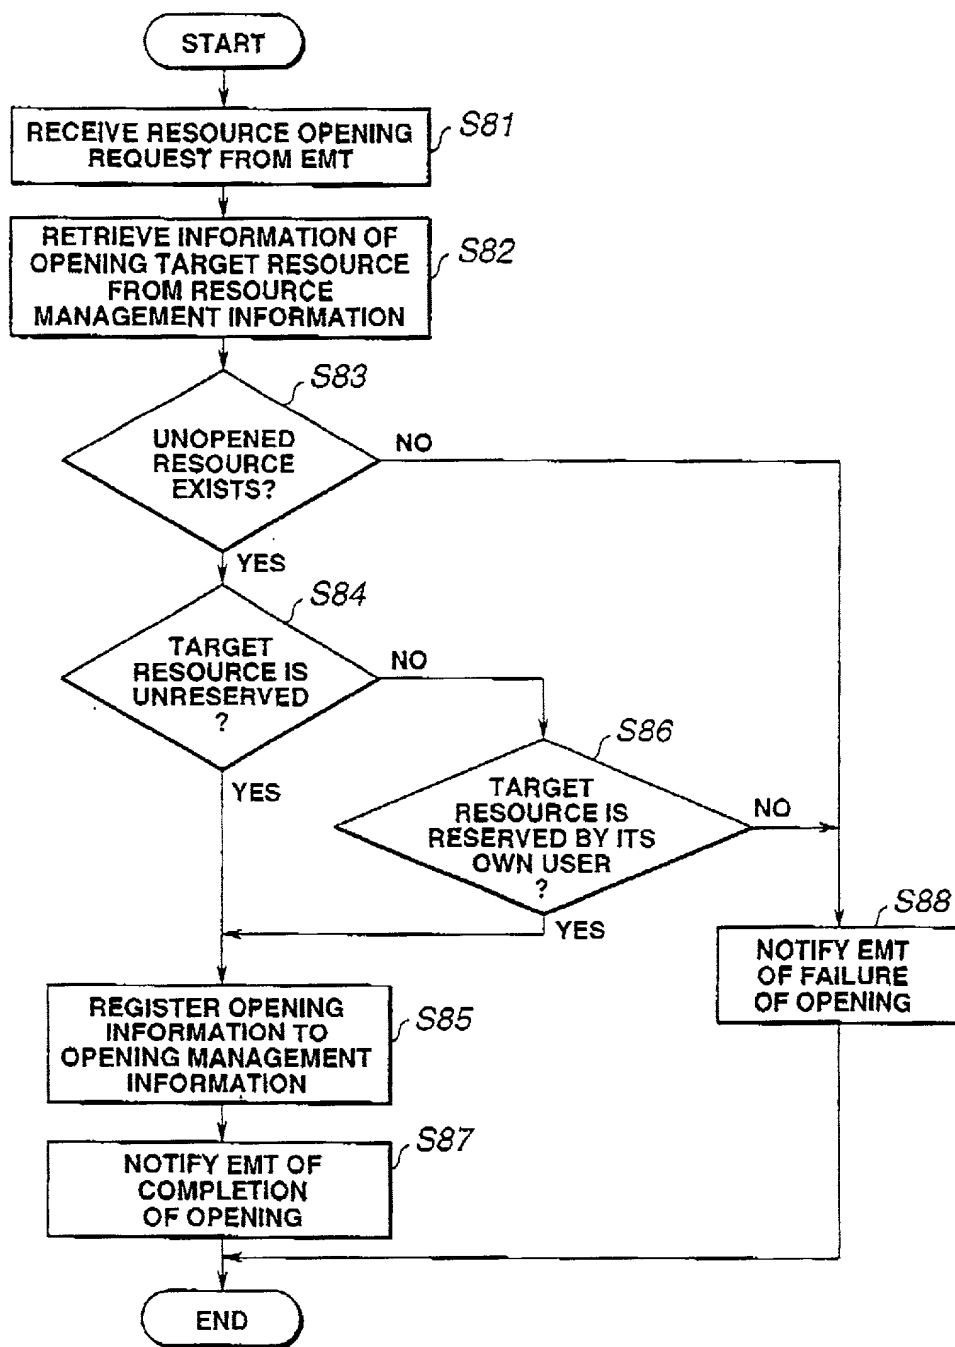 START
RECEIVE RESOURCE OPENING
REQUEST FROM EMT
S81
RETRIEVE INFORMATION OF
OPENING TARGET RESOURCE
FROM RESOURCE
MANAGEMENT INFORMATION
S82
S83
UNOPENED
RESOURCE
EXISTS?
NO
YES
S84
TARGET
RESOURCE IS
UNRESERVED
?
NO
YES
S86
TARGET
RESOURCE IS
RESERVED BY ITS
OWN USER
?
NO
YES
S88
NOTIFY EMT
OF FAILURE
OF OPENING
REGISTER OPENING
INFORMATION TO
OPENING MANAGEMENT
INFORMATION
S85
S87
NOTIFY EMT OF
COMPLETION
OF OPENING
END